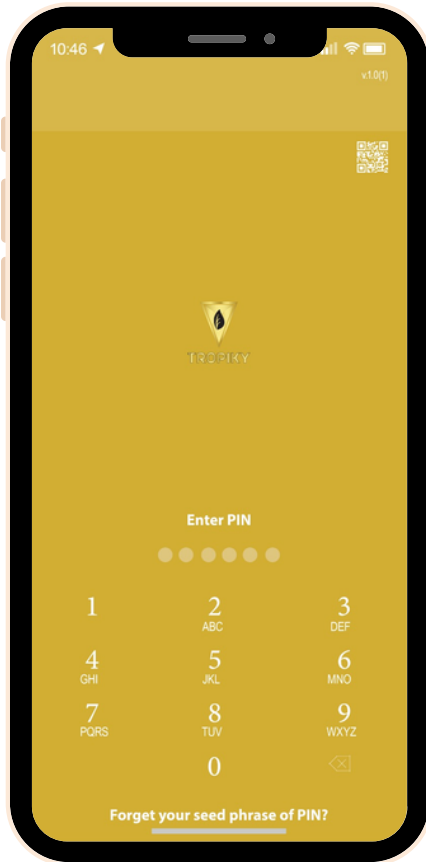 10:46
v.1.0(1)
TROPIKY
Enter PIN
1
2
3
ABC
DEF
4
5
6
GHI
JKL
MNO
7
8
9
PQRS
TUV
WXYZ
0
Forget your seed phrase of PIN?